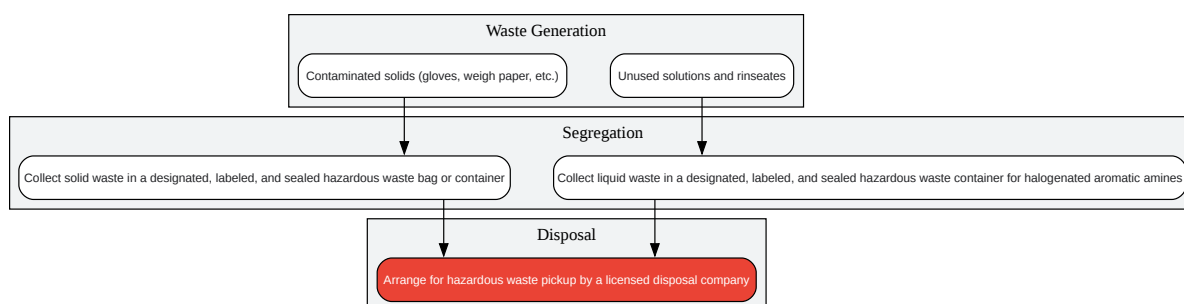 Waste Generation
Contaminated solids (gloves, weigh paper, etc.)
Unused solutions and rinseates
Segregation
Collect solid waste in a designated, labeled, and sealed hazardous waste bag or container
Collect liquid waste in a designated, labeled, and sealed hazardous waste container for halogenated aromatic amines
Disposal
Arrange for hazardous waste pickup by a licensed disposal company